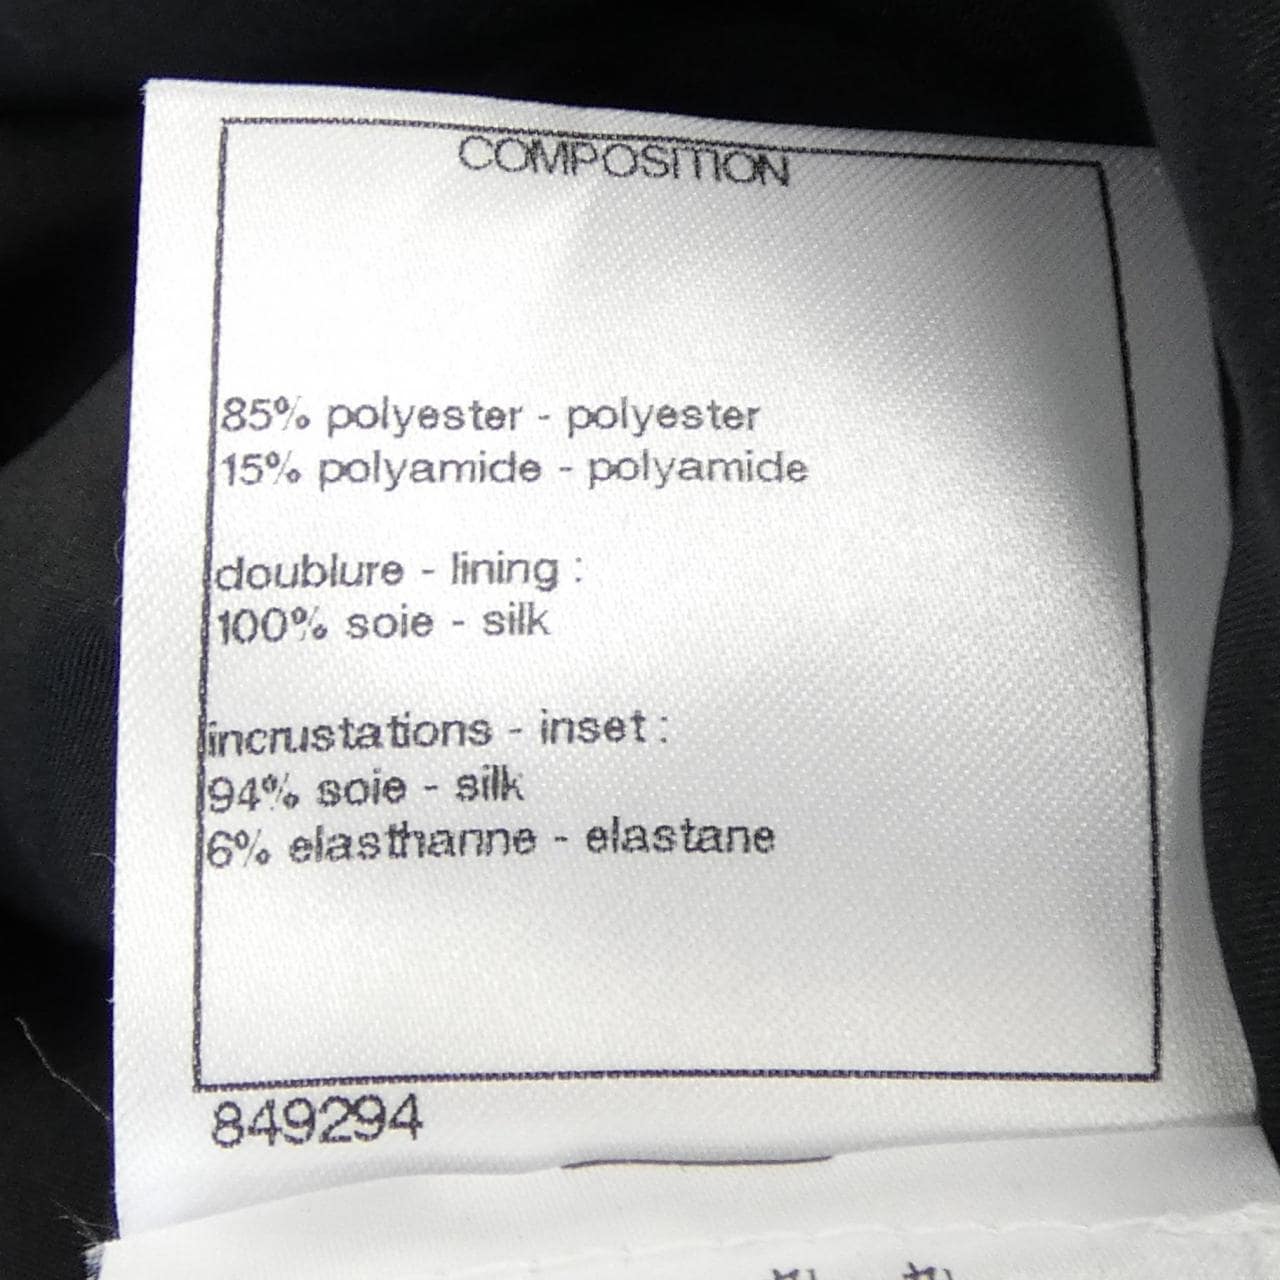 COMPOSITION
85% polyester - polyester
15% polyamide - polyamide
doublure - lining :
100% soie - silk
incrustations - inset :
94% soie - silk
6% elasthanne - elastane
849294